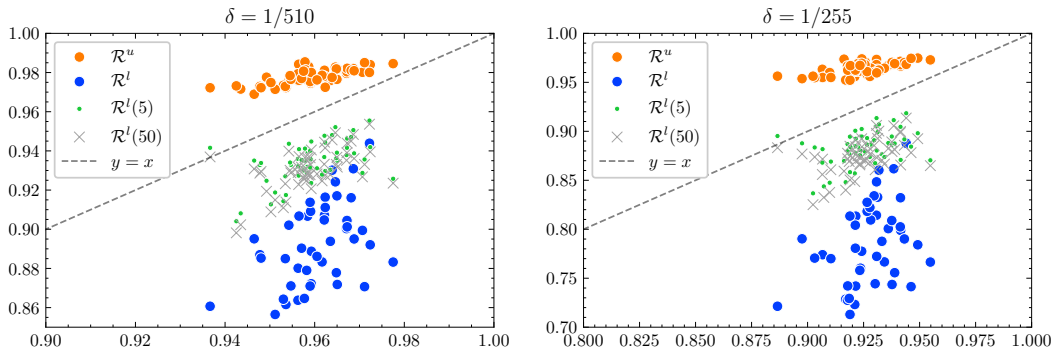 δ = 1/510
1.00
0.98
0.96
0.94
0.92
0.90
0.88
0.86
0.90
0.92
0.94
0.96
0.98
1.00
R^u
R^l
R^l(5)
R^l(50)
y = x
δ = 1/255
1.00
0.95
0.90
0.85
0.80
0.75
0.70
0.800
0.825
0.850
0.875
0.900
0.925
0.950
0.975
1.000
R^u
R^l
R^l(5)
R^l(50)
y = x